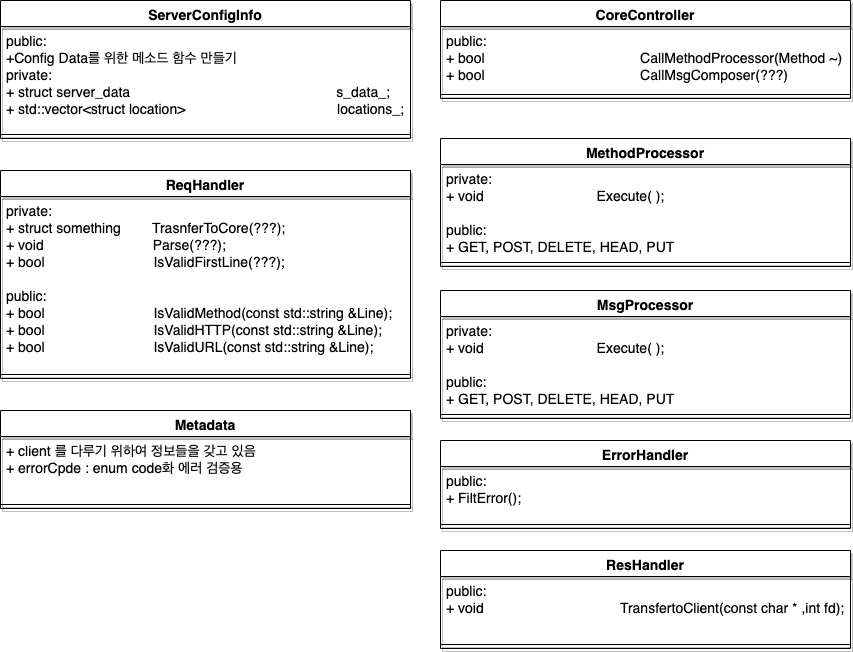 ServerConfigInfo
public:
+Config Data를 위한 메소드 함수 만들기
private:
+ struct server_data s_data_;
+ std::vector<struct location> locations_;
ReqHandler
private:
+ struct something TrasnferToCore(???);
+ void Parse(???);
+ bool IsValidFirstLine(???);
public:
+ bool IsValidMethod(const std::string &Line);
+ bool IsValidHTTP(const std::string &Line);
+ bool IsValidURL(const std::string &Line);
Metadata
+ client 를 다루기 위하여 정보들을 갖고 있음
+ errorCpde : enum code화 에러 검증용
CoreController
public:
+ bool CallMethodProcessor(Method ~)
+ bool CallMsgComposer(???)
MethodProcessor
private:
+ void Execute( );
public:
+ GET, POST, DELETE, HEAD, PUT
MsgProcessor
private:
+ void Execute( );
public:
+ GET, POST, DELETE, HEAD, PUT
ErrorHandler
public:
+ FiltError();
ResHandler
public:
+ void TransfertoClient(const char * ,int fd);